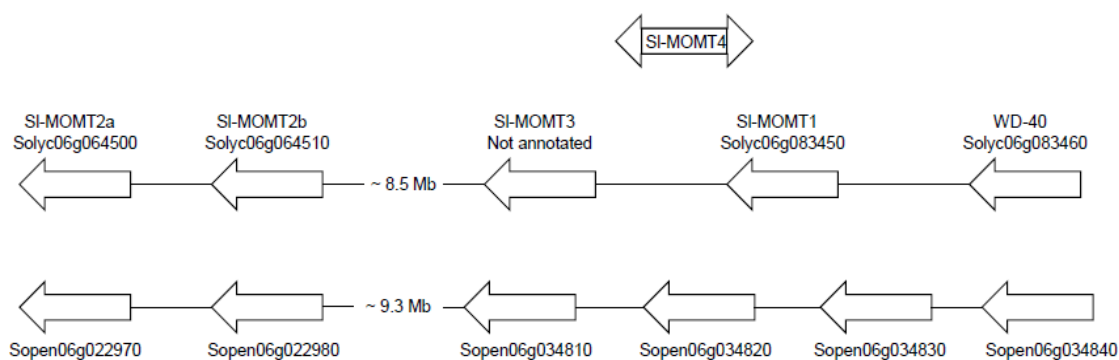 Sl-MOMT4
Sl-MOMT2a
Solyc06g064500
Sl-MOMT2b
Solyc06g064510
Sl-MOMT3
Not annotated
Sl-MOMT1
Solyc06g083450
WD-40
Solyc06g083460
~ 8.5 Mb
~ 9.3 Mb
Sopen06g022970
Sopen06g022980
Sopen06g034810
Sopen06g034820
Sopen06g034830
Sopen06g034840